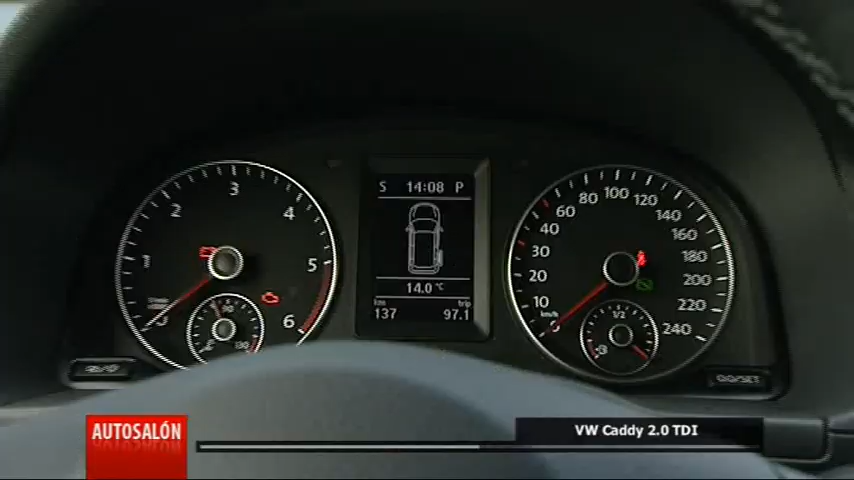 S 14:08 P
14.0 °C
km trip
137 97.1
1 2 3 4 5 6
90
130
0 10 20 30 40 60 80 100 120 140 160 180 200 220 240
km/h
1/2
0.0/SET
AUTOSALÓN
VW Caddy 2.0 TDI